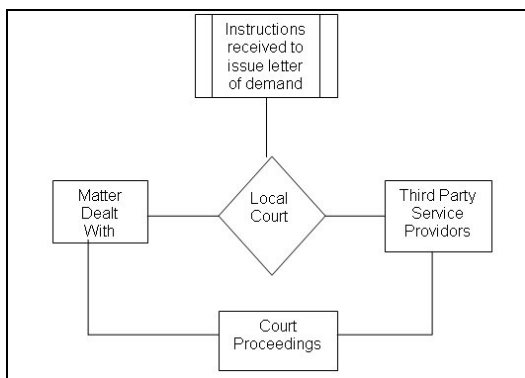 Instructions
received to
issue letter
of demand
Matter
Dealt
With
Local
Court
Third Party
Service
Providors
Court
Proceedings